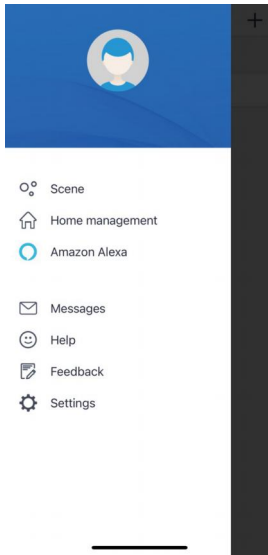 Scene
Home management
Amazon Alexa
Messages
Help
Feedback
Settings